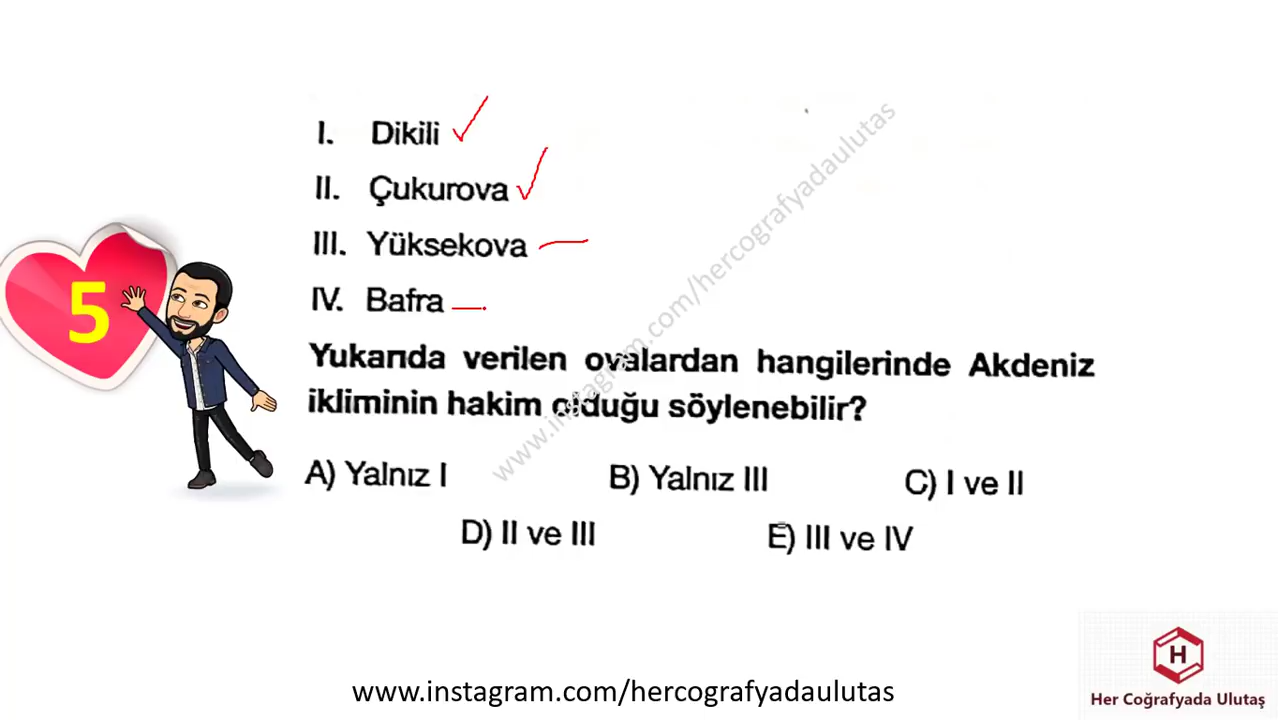 I. Dikili
II. Çukurova
III. Yüksekova
IV. Bafra
5
Yukarıda verilen ovalardan hangilerinde Akdeniz
ikliminin hakim olduğu söylenebilir?
A) Yalnız I B) Yalnız III C) I ve II
D) II ve III E) III ve IV
www.instagram.com/hercografyadaulutas
www.instagram.com/hercografyadaulutas
H
Her Coğrafyada Ulutaş